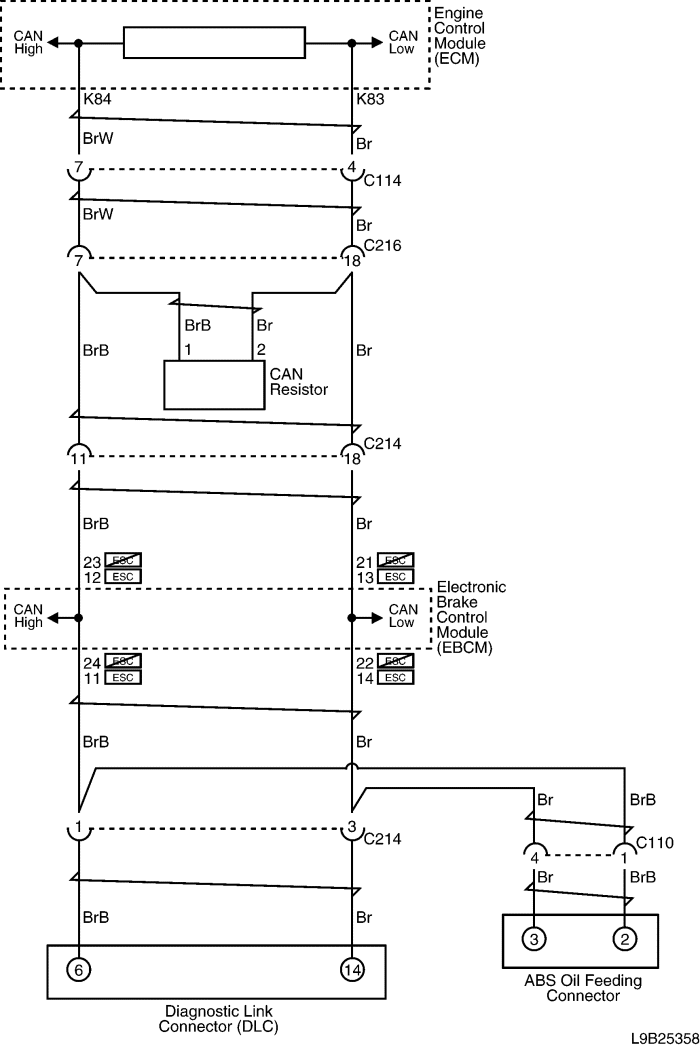 Engine
Control
Module
(ECM)
CAN
High
CAN
Low
K84
K83
BrW
Br
7
4
C114
BrW
Br
C216
7
18
BrB
BrB
Br
Br
1
2
CAN
Resistor
C214
11
18
BrB
Br
23 ESC
21 ESC
12 ESC
13 ESC
Electronic
Brake
Control
Module
(EBCM)
CAN
High
CAN
Low
24 ESC
22 ESC
11 ESC
14 ESC
BrB
Br
Br
BrB
1
3
C214
C110
4
1
Br
BrB
BrB
Br
3
2
6
14
ABS Oil Feeding
Connector
Diagnostic Link
Connector (DLC)
L9B25358